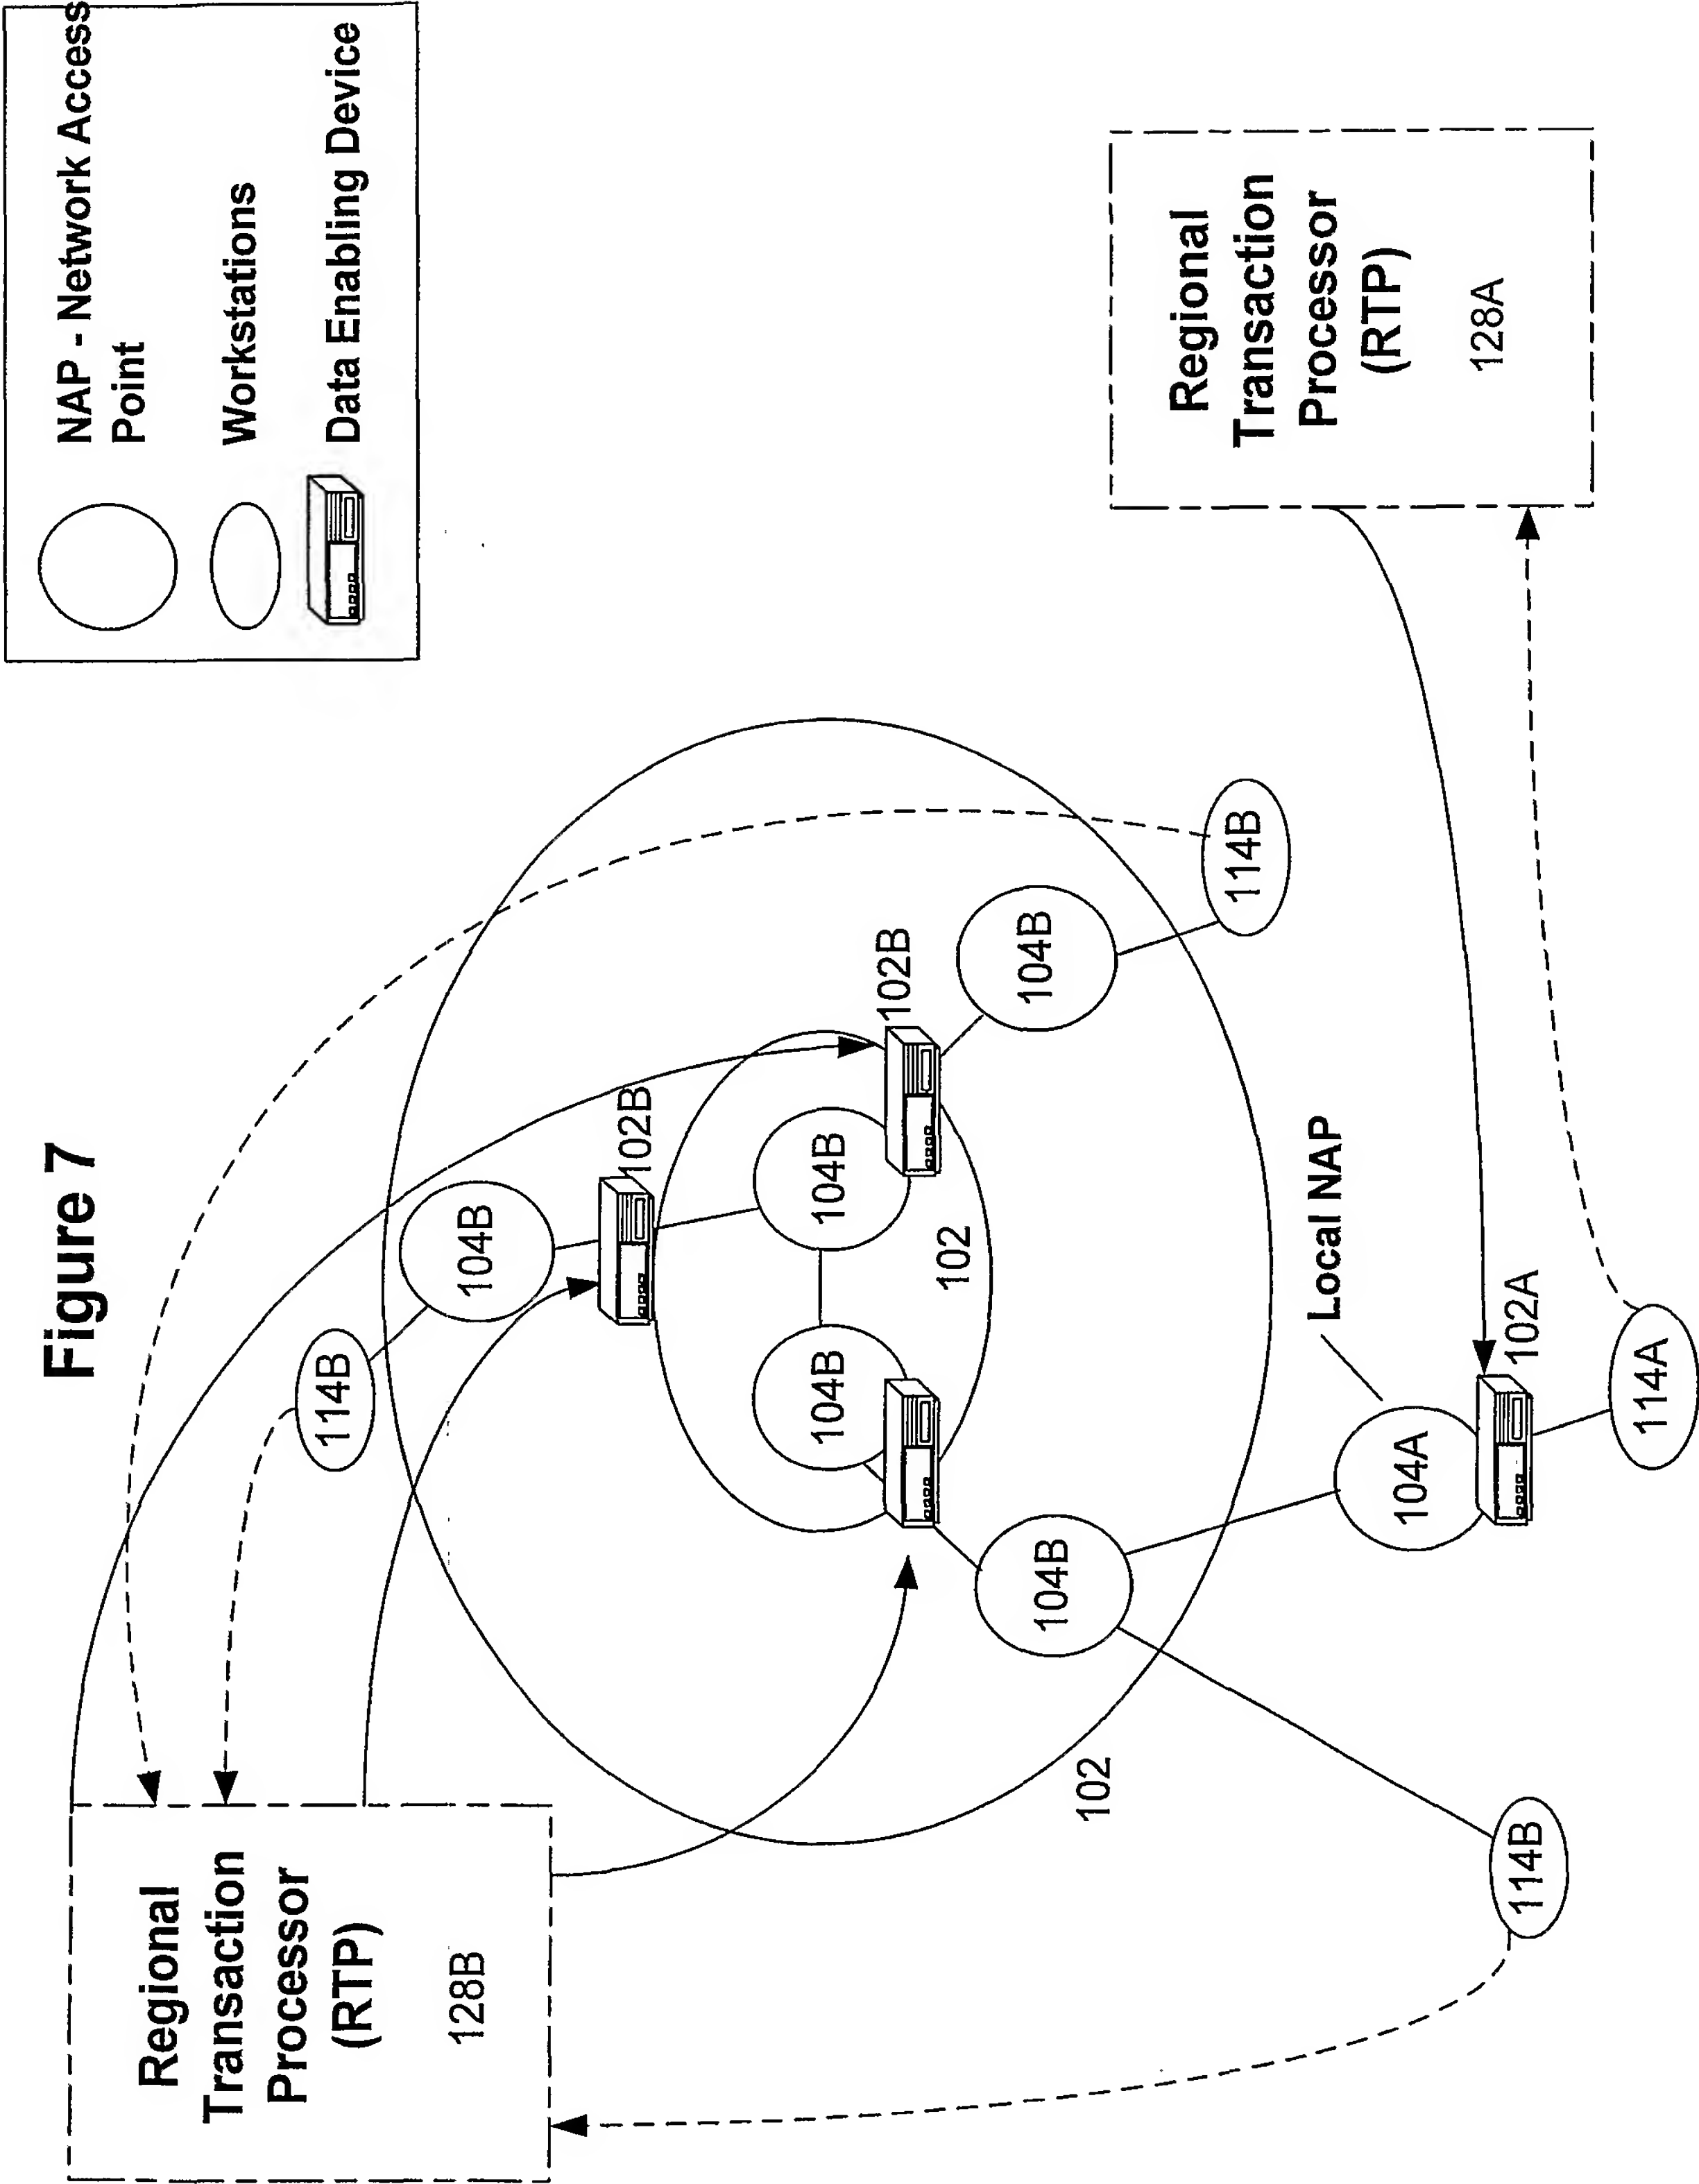 Figure 7
NAP - Network Access
Point
Workstations
Data Enabling Device
Regional
Transaction
Processor
(RTP)
128B
114B
104B
102B
104B
104B
102B
102
104B
114B
104B
102
114B
Local NAP
104A
102A
114A
Regional
Transaction
Processor
(RTP)
128A